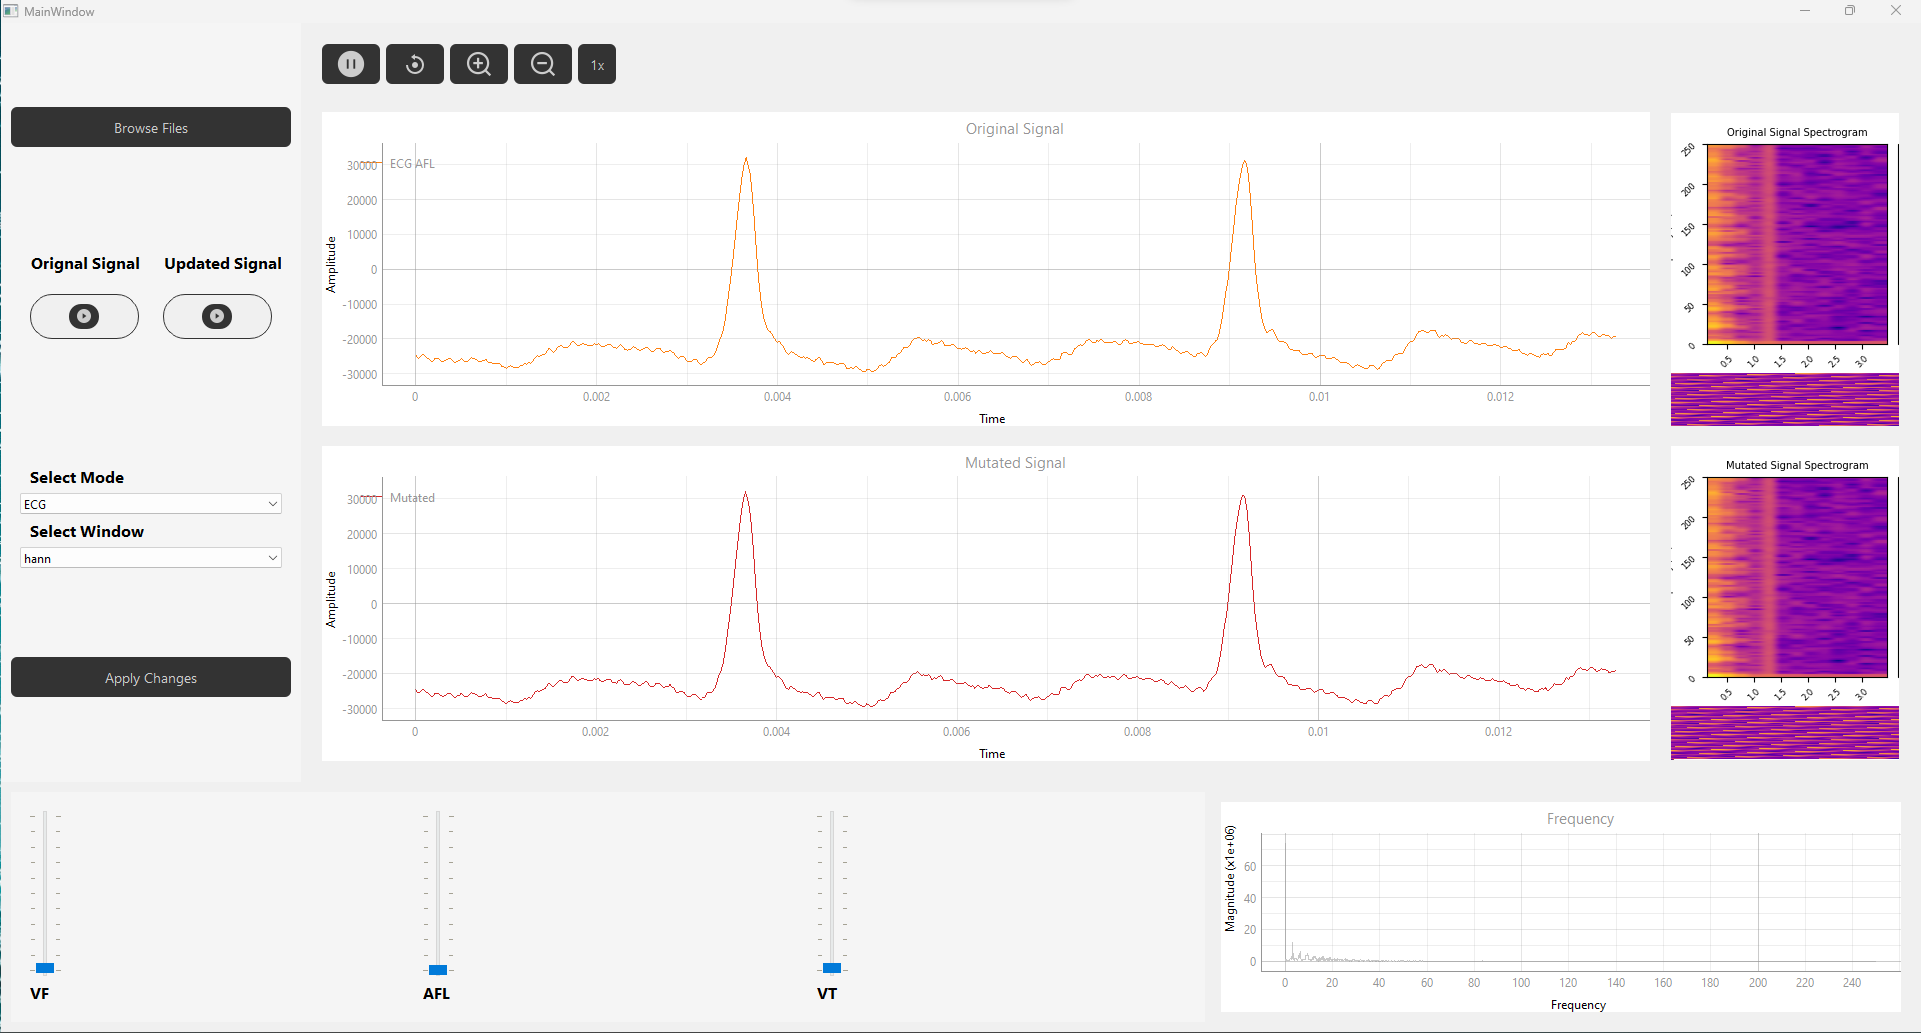 MainWindow
1x
Browse Files
Orignal Signal
Updated Signal
Select Mode
ECG
Select Window
hann
Apply Changes
Original Signal
ECG AFL
Amplitude
30000
20000
10000
0
-10000
-20000
-30000
0
0.002
0.004
0.006
0.008
0.01
0.012
Time
Original Signal Spectrogram
250
200
150
100
50
0
0.5
1.0
1.5
2.0
2.5
3.0
Mutated Signal
Mutated
Amplitude
30000
20000
10000
0
-10000
-20000
-30000
0
0.002
0.004
0.006
0.008
0.01
0.012
Time
Mutated Signal Spectrogram
250
200
150
100
50
0
0.5
1.0
1.5
2.0
2.5
3.0
VF
AFL
VT
Frequency
Magnitude (x1e+06)
60
40
20
0
0
20
40
60
80
100
120
140
160
180
200
220
240
Frequency